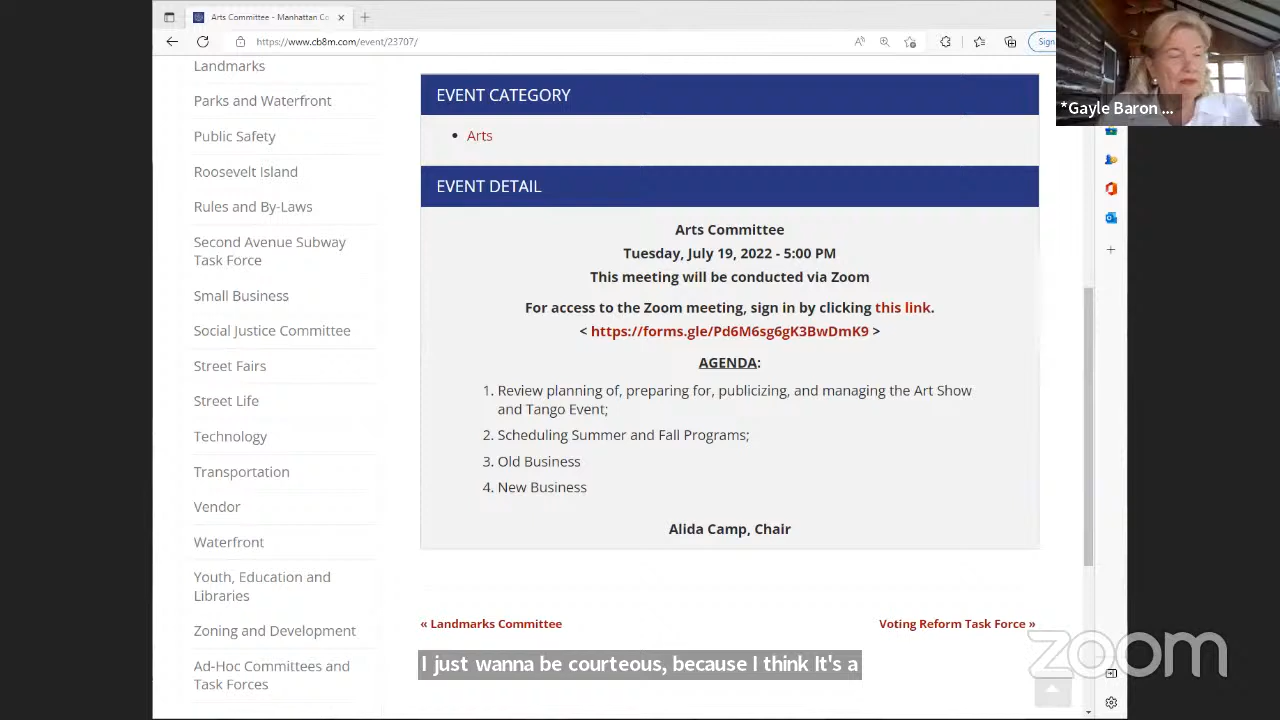 Arts Committee - Manhattan Co
https://www.cb8m.com/event/23707/
Sign
*Gayle Baron ...
Landmarks
Parks and Waterfront
Public Safety
Roosevelt Island
Rules and By-Laws
Second Avenue Subway
Task Force
Small Business
Social Justice Committee
Street Fairs
Street Life
Technology
Transportation
Vendor
Waterfront
Youth, Education and
Libraries
Zoning and Development
Ad-Hoc Committees and
Task Forces
EVENT CATEGORY
Arts
EVENT DETAIL
Arts Committee
Tuesday, July 19, 2022 - 5:00 PM
This meeting will be conducted via Zoom
For access to the Zoom meeting, sign in by clicking this link.
< https://forms.gle/Pd6M6sg6gK3BwDmK9 >
AGENDA:
1. Review planning of, preparing for, publicizing, and managing the Art Show
and Tango Event;
2. Scheduling Summer and Fall Programs;
3. Old Business
4. New Business
Alida Camp, Chair
« Landmarks Committee
Voting Reform Task Force »
I just wanna be courteous, because I think It's a
zoom